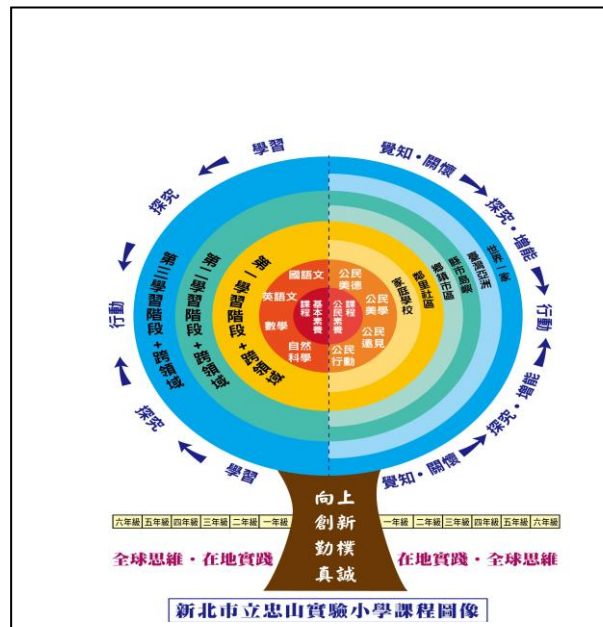 學習
探究
行動
探究
學習
覺知·關懷
探究·增能
行動
探究·增能
覺知·關懷
第三學習階段+跨領域
第二學習階段+跨領域
第一學習階段+跨領域
國語文
英語文
數學
自然
科學
基本素養
課程
公民素養
課程
公民
美德
公民
美學
公民
遠見
公民
行動
家庭學校
鄰里社區
鄉鎮市區
縣市島嶼
臺灣亞洲
世界一家
向上
創新
勤樸
真誠
六年級 五年級 四年級 三年級 二年級 一年級
一年級 二年級 三年級 四年級 五年級 六年級
全球思維·在地實踐
在地實踐·全球思維
新北市立忠山實驗小學課程圖像